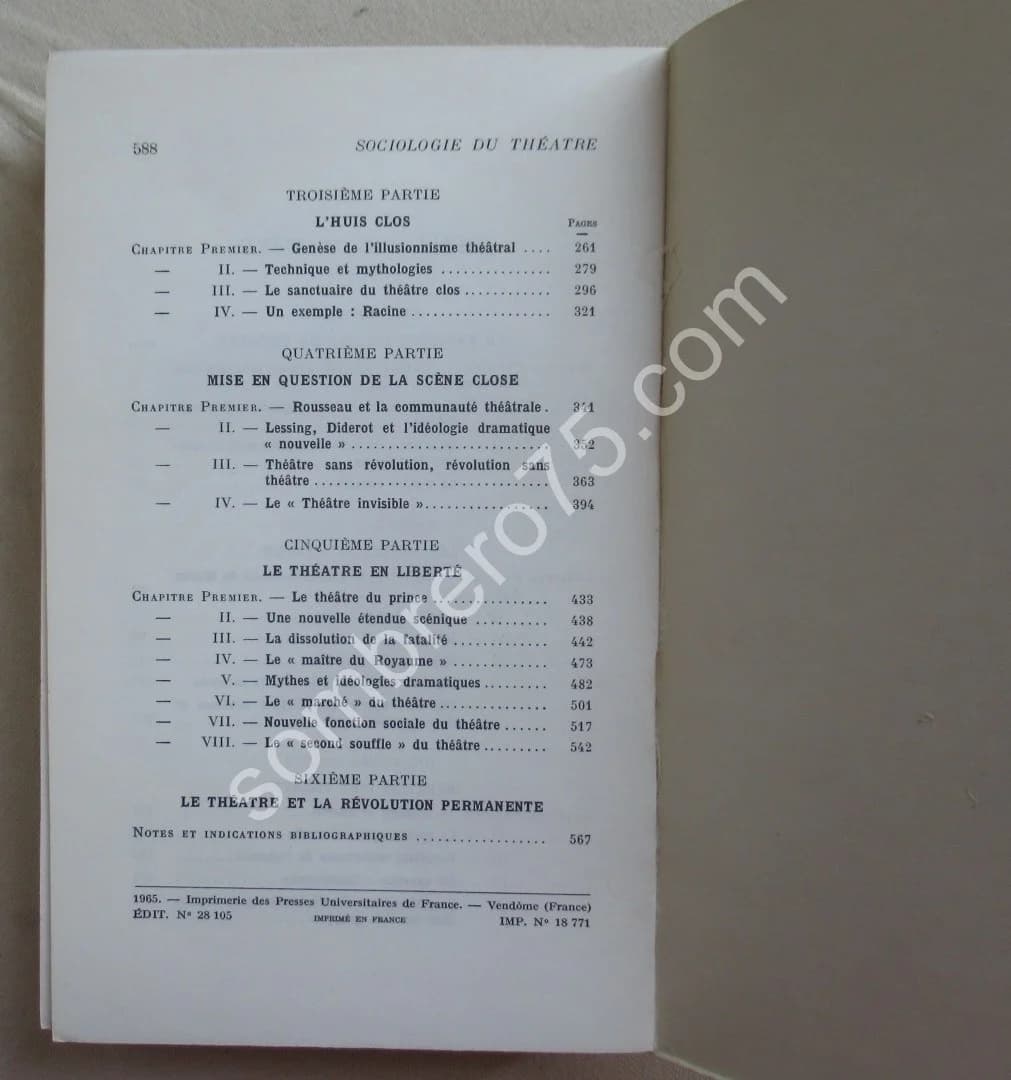 588 SOCIOLOGIE DU THÉATRE
TROISIÈME PARTIE
L'HUIS CLOS
PAGES
CHAPITRE PREMIER. — Genèse de l'illusionnisme théâtral .... 261
— II. — Technique et mythologies ............... 279
— III. — Le sanctuaire du théâtre clos ............ 296
— IV. — Un exemple : Racine ................... 321
QUATRIÈME PARTIE
MISE EN QUESTION DE LA SCÈNE CLOSE
CHAPITRE PREMIER. — Rousseau et la communauté théâtrale. 341
— II. — Lessing, Diderot et l'idéologie dramatique
« nouvelle » ........................... 352
— III. — Théâtre sans révolution, révolution sans
théâtre ................................ 363
— IV. — Le « Théâtre invisible ».................. 394
CINQUIÈME PARTIE
LE THÉATRE EN LIBERTÉ
CHAPITRE PREMIER. — Le théâtre du prince ................ 433
— II. — Une nouvelle étendue scénique .......... 438
— III. — La dissolution de la fatalité ............. 442
— IV. — Le « maître du Royaume » ............. 473
— V. — Mythes et idéologies dramatiques ......... 482
— VI. — Le « marché » du théâtre ............... 501
— VII. — Nouvelle fonction sociale du théâtre ...... 517
— VIII. — Le « second souffle » du théâtre ......... 542
SIXIÈME PARTIE
LE THÉATRE ET LA RÉVOLUTION PERMANENTE
NOTES ET INDICATIONS BIBLIOGRAPHIQUES .................. 567
1965. — Imprimerie des Presses Universitaires de France. — Vendôme (France)
ÉDIT. Nº 28 105 IMPRIMÉ EN FRANCE IMP. Nº 18 771
sombrero75.com